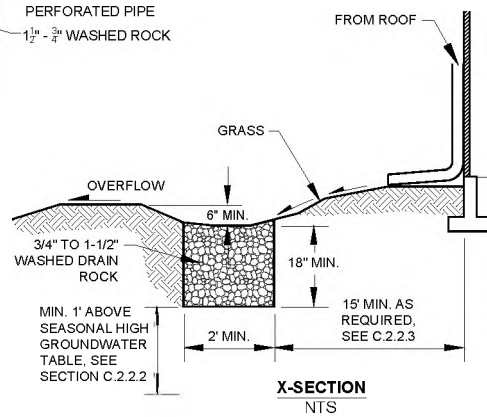 PERFORATED PIPE
1 1/2" - 3/4" WASHED ROCK
FROM ROOF
GRASS
OVERFLOW
6" MIN.
3/4" TO 1-1/2"
WASHED DRAIN
ROCK
18" MIN.
MIN. 1' ABOVE
SEASONAL HIGH
GROUNDWATER
TABLE, SEE
SECTION C.2.2.2
2' MIN.
15' MIN. AS
REQUIRED,
SEE C.2.2.3
X-SECTION
NTS